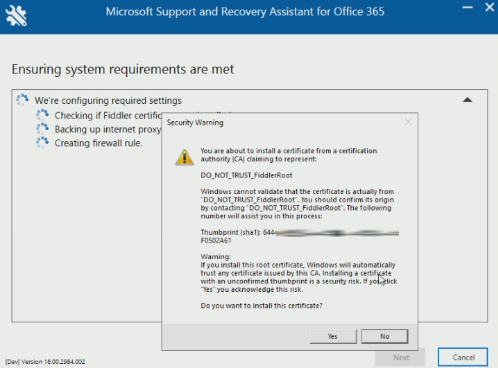 Microsoft Support and Recovery Assistant for Office 365
Ensuring system requirements are met
We're configuring required settings
Checking if Fiddler certific
Backing up internet proxy
Creating firewall rule.
Security Warning
You are about to install a certificate from a certification
authority (CA) claiming to represent:
DO_NOT_TRUST_FiddlerRoot
Windows cannot validate that the certificate is actually from
"DO_NOT_TRUST_FiddlerRoot". You should confirm its origin
by contacting "DO_NOT_TRUST_FiddlerRoot". The following
number will assist you in this process:
Thumbprint (sha1): 644
F0502A61
Warning:
If you install this root certificate, Windows will automatically
trust any certificate issued by this CA. Installing a certificate
with an unconfirmed thumbprint is a security risk. If you click
"Yes" you acknowledge this risk.
Do you want to install this certificate?
Yes
No
Next
Cancel
[Dev] Version 16.00.2984.002